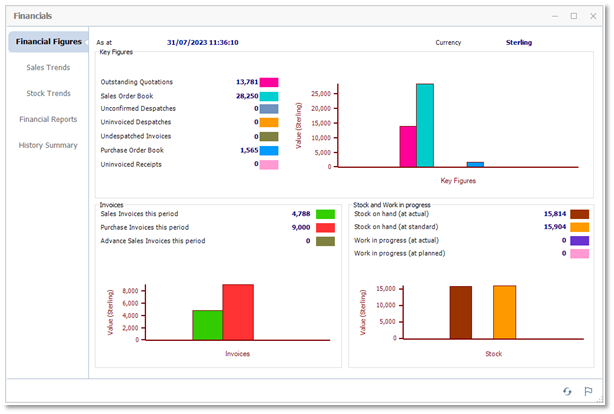 Financials
Financial Figures
Sales Trends
Stock Trends
Financial Reports
History Summary
As at 31/07/2023 11:36:10 Currency Sterling
Key Figures
Outstanding Quotations 13,781
Sales Order Book 28,250
Unconfirmed Despatches 0
Uninvoiced Despatches 0
Undespatched Invoices 0
Purchase Order Book 1,565
Uninvoiced Receipts 0
Value (Sterling)
25,000
20,000
15,000
10,000
5,000
0
Key Figures
Invoices
Sales Invoices this period 4,788
Purchase Invoices this period 9,000
Advance Sales Invoices this period 0
Value (Sterling)
8,000
6,000
4,000
2,000
0
Invoices
Stock and Work in progress
Stock on hand (at actual) 15,814
Stock on hand (at standard) 15,904
Work in progress (at actual) 0
Work in progress (at planned) 0
Value (Sterling)
15,000
10,000
5,000
0
Stock